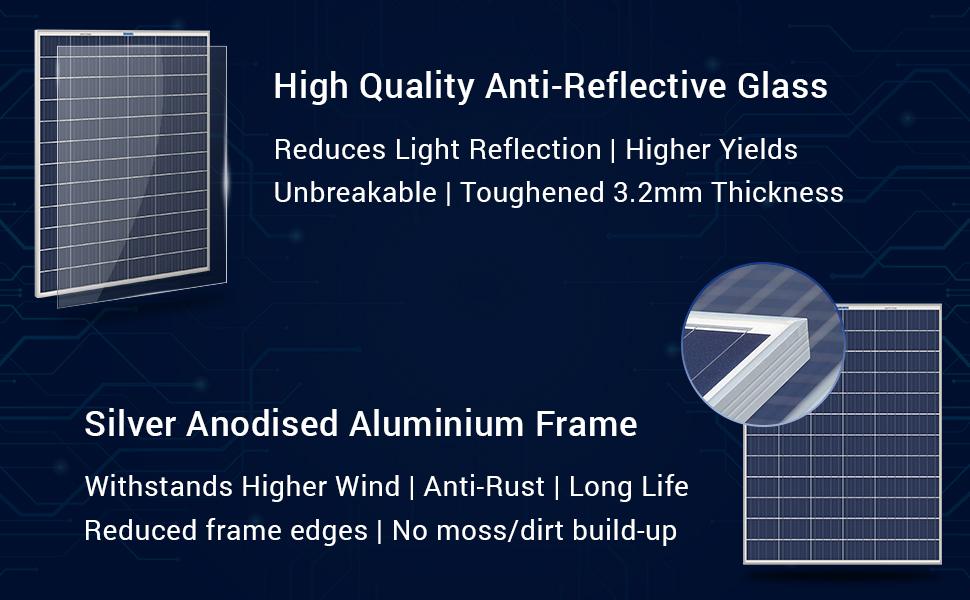 High Quality Anti-Reflective Glass
Reduces Light Reflection | Higher Yields
Unbreakable | Toughened 3.2mm Thickness
Silver Anodised Aluminium Frame
Withstands Higher Wind | Anti-Rust | Long Life
Reduced frame edges | No moss/dirt build-up